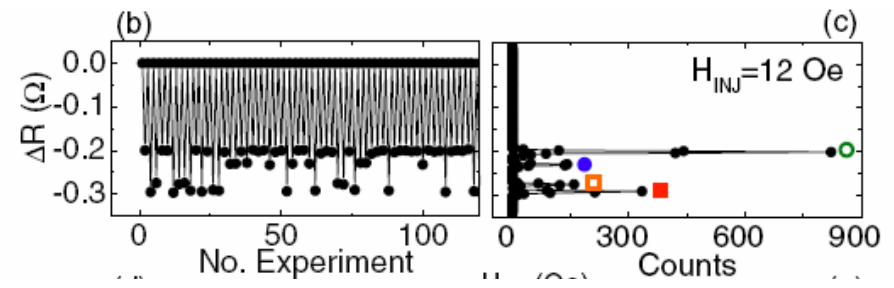 (b)
(c)
0.0
-0.1
-0.2
-0.3
ΔR (Ω)
0 50 100
No. Experiment
H_INJ=12 Oe
0 300 600 900
Counts